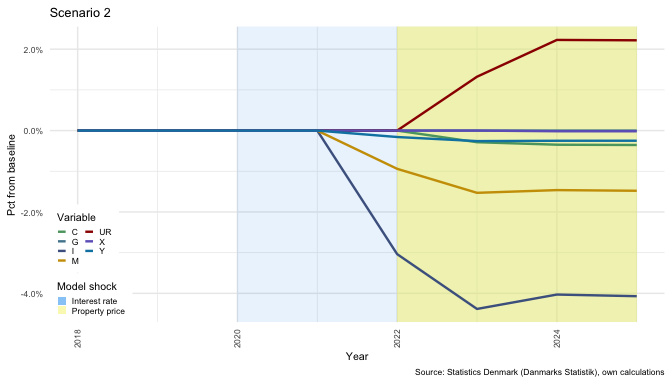 Scenario 2
2.0%
0.0%
-2.0%
-4.0%
Pct from baseline
Variable
C UR
G X
I Y
M
Model shock
Interest rate
Property price
2018
2020
2022
2024
Year
Source: Statistics Denmark (Danmarks Statistik), own calculations